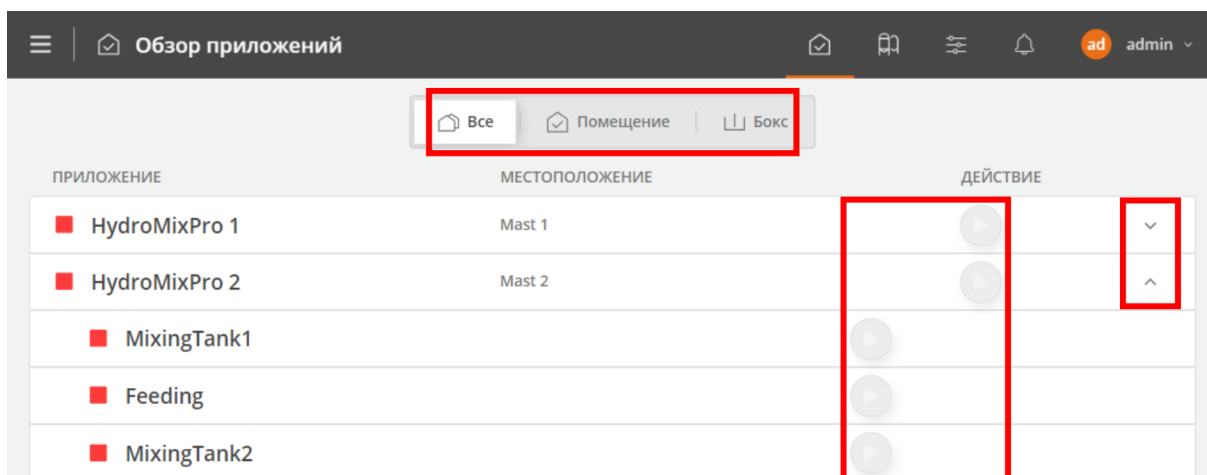 Обзор приложений
ad admin
Все Помещение Бокс
ПРИЛОЖЕНИЕ МЕСТОПОЛОЖЕНИЕ ДЕЙСТВИЕ
HydroMixPro 1 Mast 1
HydroMixPro 2 Mast 2
MixingTank1
Feeding
MixingTank2